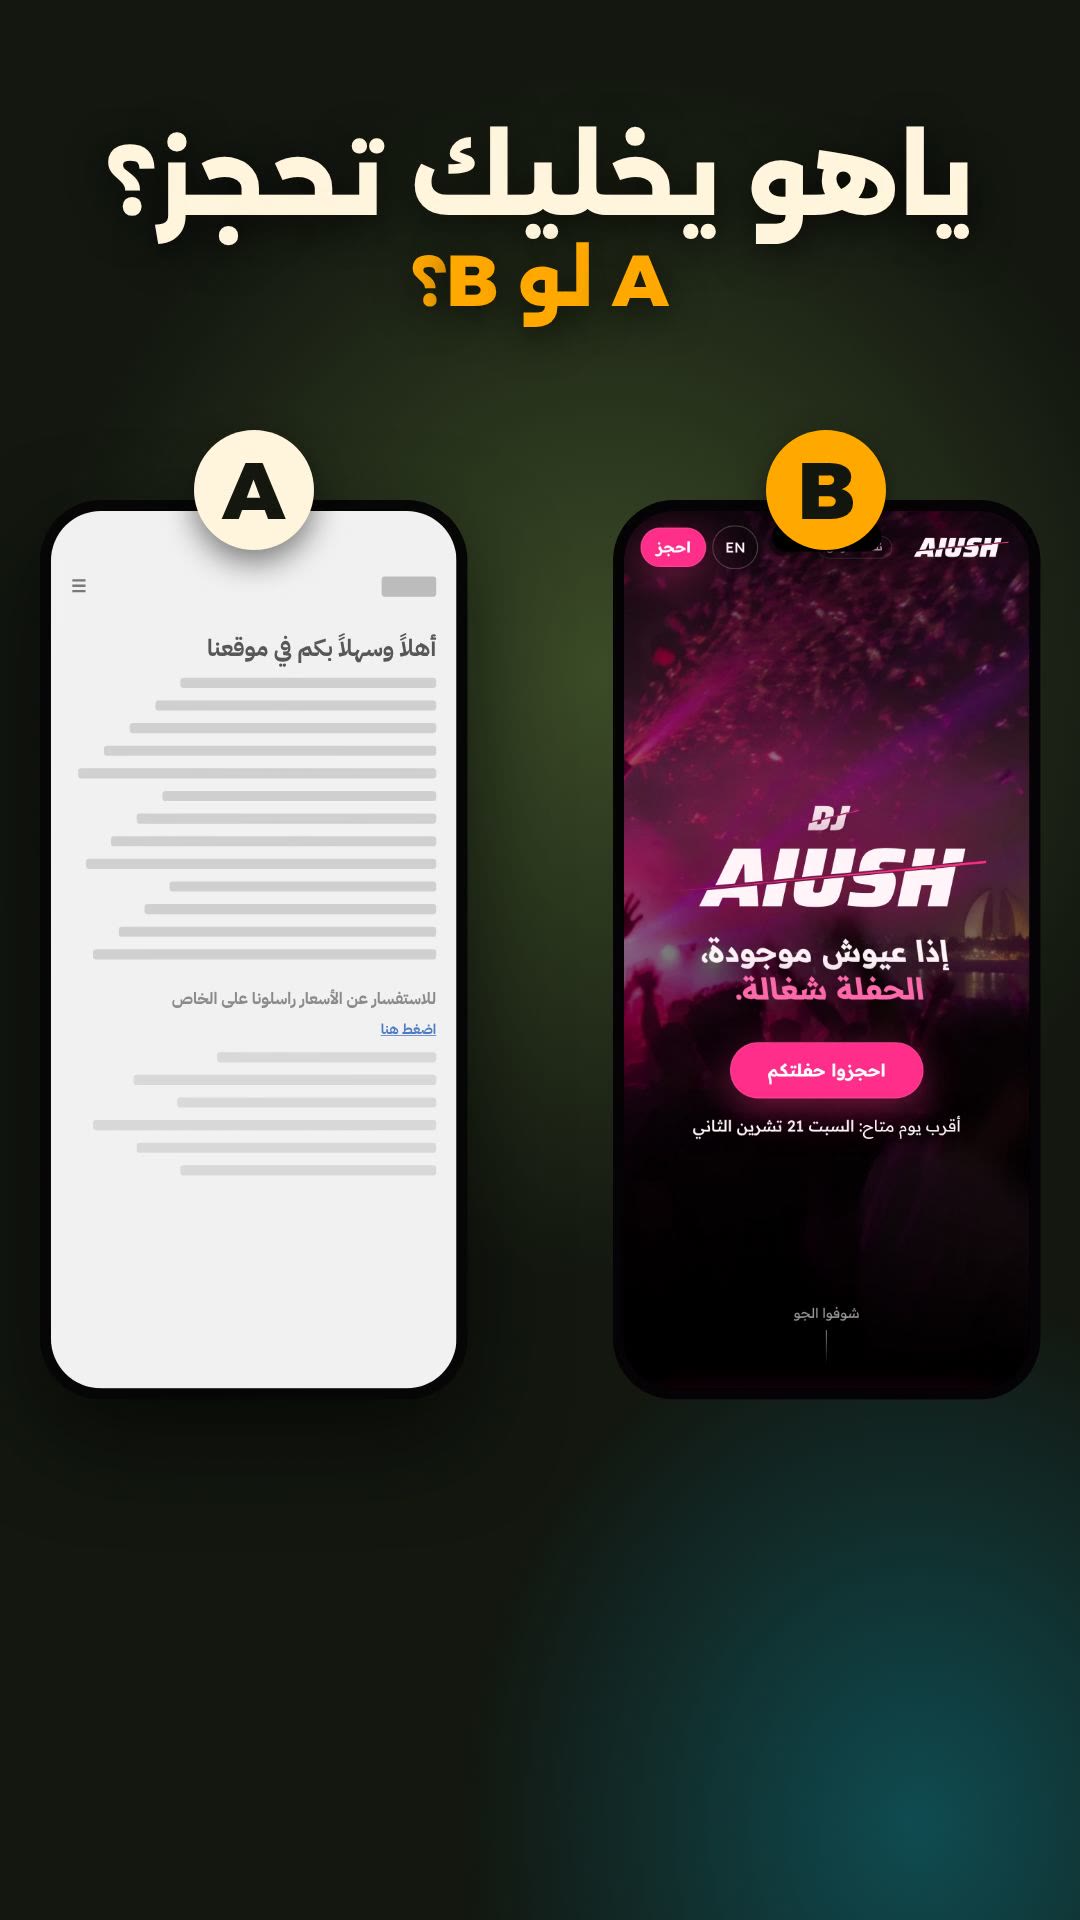 ياهو يخليك تحجز؟
A لو B؟
A
B
☰
أهلاً وسهلاً بكم في موقعنا
للاستفسار عن الأسعار راسلونا على الخاص
اضغط هنا
AIUSH
EN
احجز
DJ
AIUSH
إذا عيوش موجودة،
الحفلة شغالة.
احجزوا حفلتكم
أقرب يوم متاح: السبت 21 تشرين الثاني
شوفوا الجو